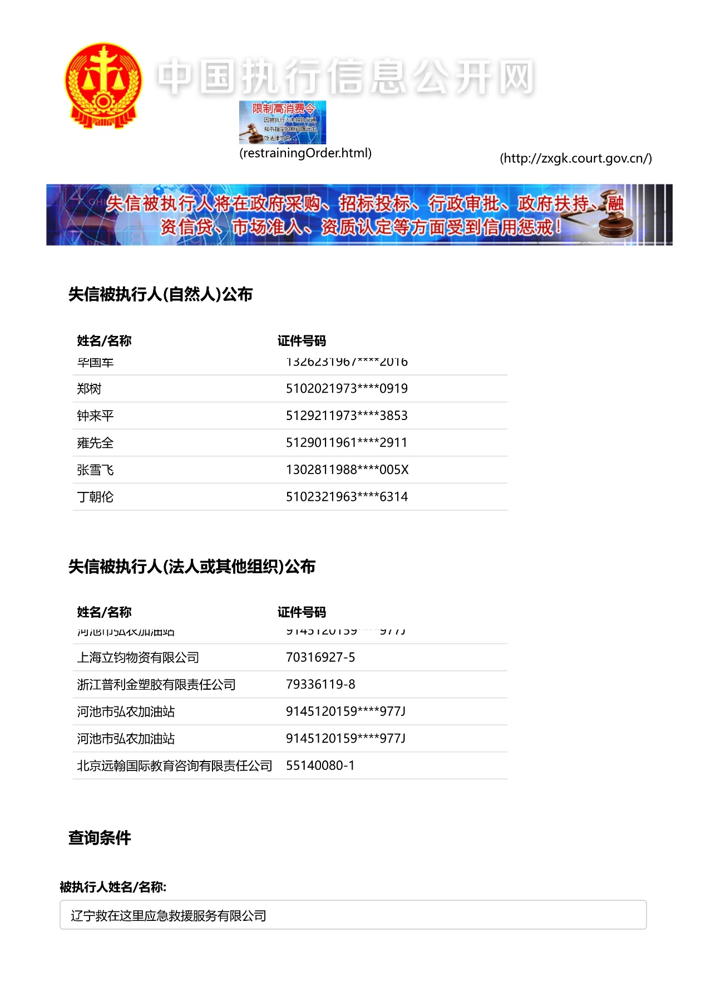 中国执行信息公开网
限制高消费令
因被执行人未按执行通
知书指定的期间履行生
效法律文书...
(restrainingOrder.html)
(http://zxgk.court.gov.cn/)
失信被执行人将在政府采购、招标投标、行政审批、政府扶持、融
资信贷、市场准入、资质认定等方面受到信用惩戒！
失信被执行人(自然人)公布
姓名/名称 证件号码
毕国军 1326231967****2016
郑树 5102021973****0919
钟来平 5129211973****3853
雍先全 5129011961****2911
张雪飞 1302811988****005X
丁朝伦 5102321963****6314
失信被执行人(法人或其他组织)公布
姓名/名称 证件号码
河池市弘农加油站 9145120159****977J
上海立钧物资有限公司 70316927-5
浙江普利金塑胶有限责任公司 79336119-8
河池市弘农加油站 9145120159****977J
河池市弘农加油站 9145120159****977J
北京远翰国际教育咨询有限责任公司 55140080-1
查询条件
被执行人姓名/名称:
辽宁救在这里应急救援服务有限公司